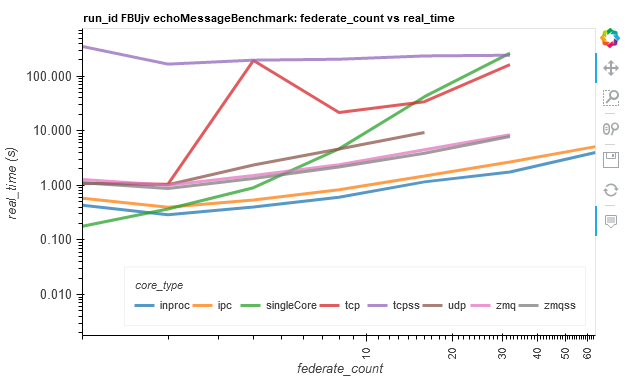 run_id FBUjv echoMessageBenchmark: federate_count vs real_time
real_time (s)
100.000
10.000
1.000
0.100
0.010
core_type
inproc ipc singleCore tcp tcpss udp zmq zmqss
10 20 30 40 50 60
federate_count